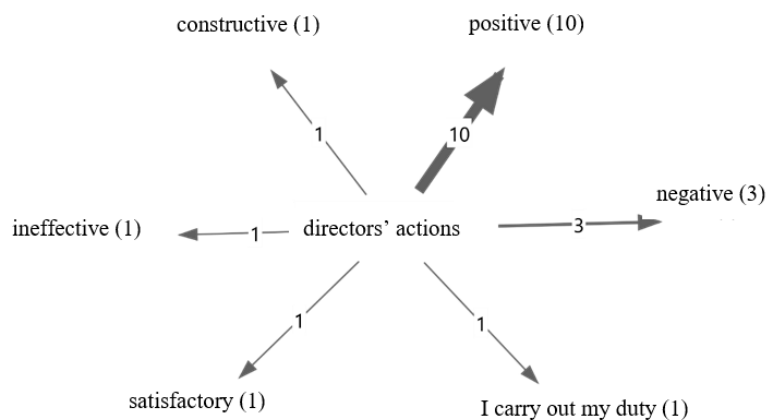 constructive (1)
positive (10)
1
10
negative (3)
ineffective (1)
1
directors' actions
3
1
1
satisfactory (1)
I carry out my duty (1)